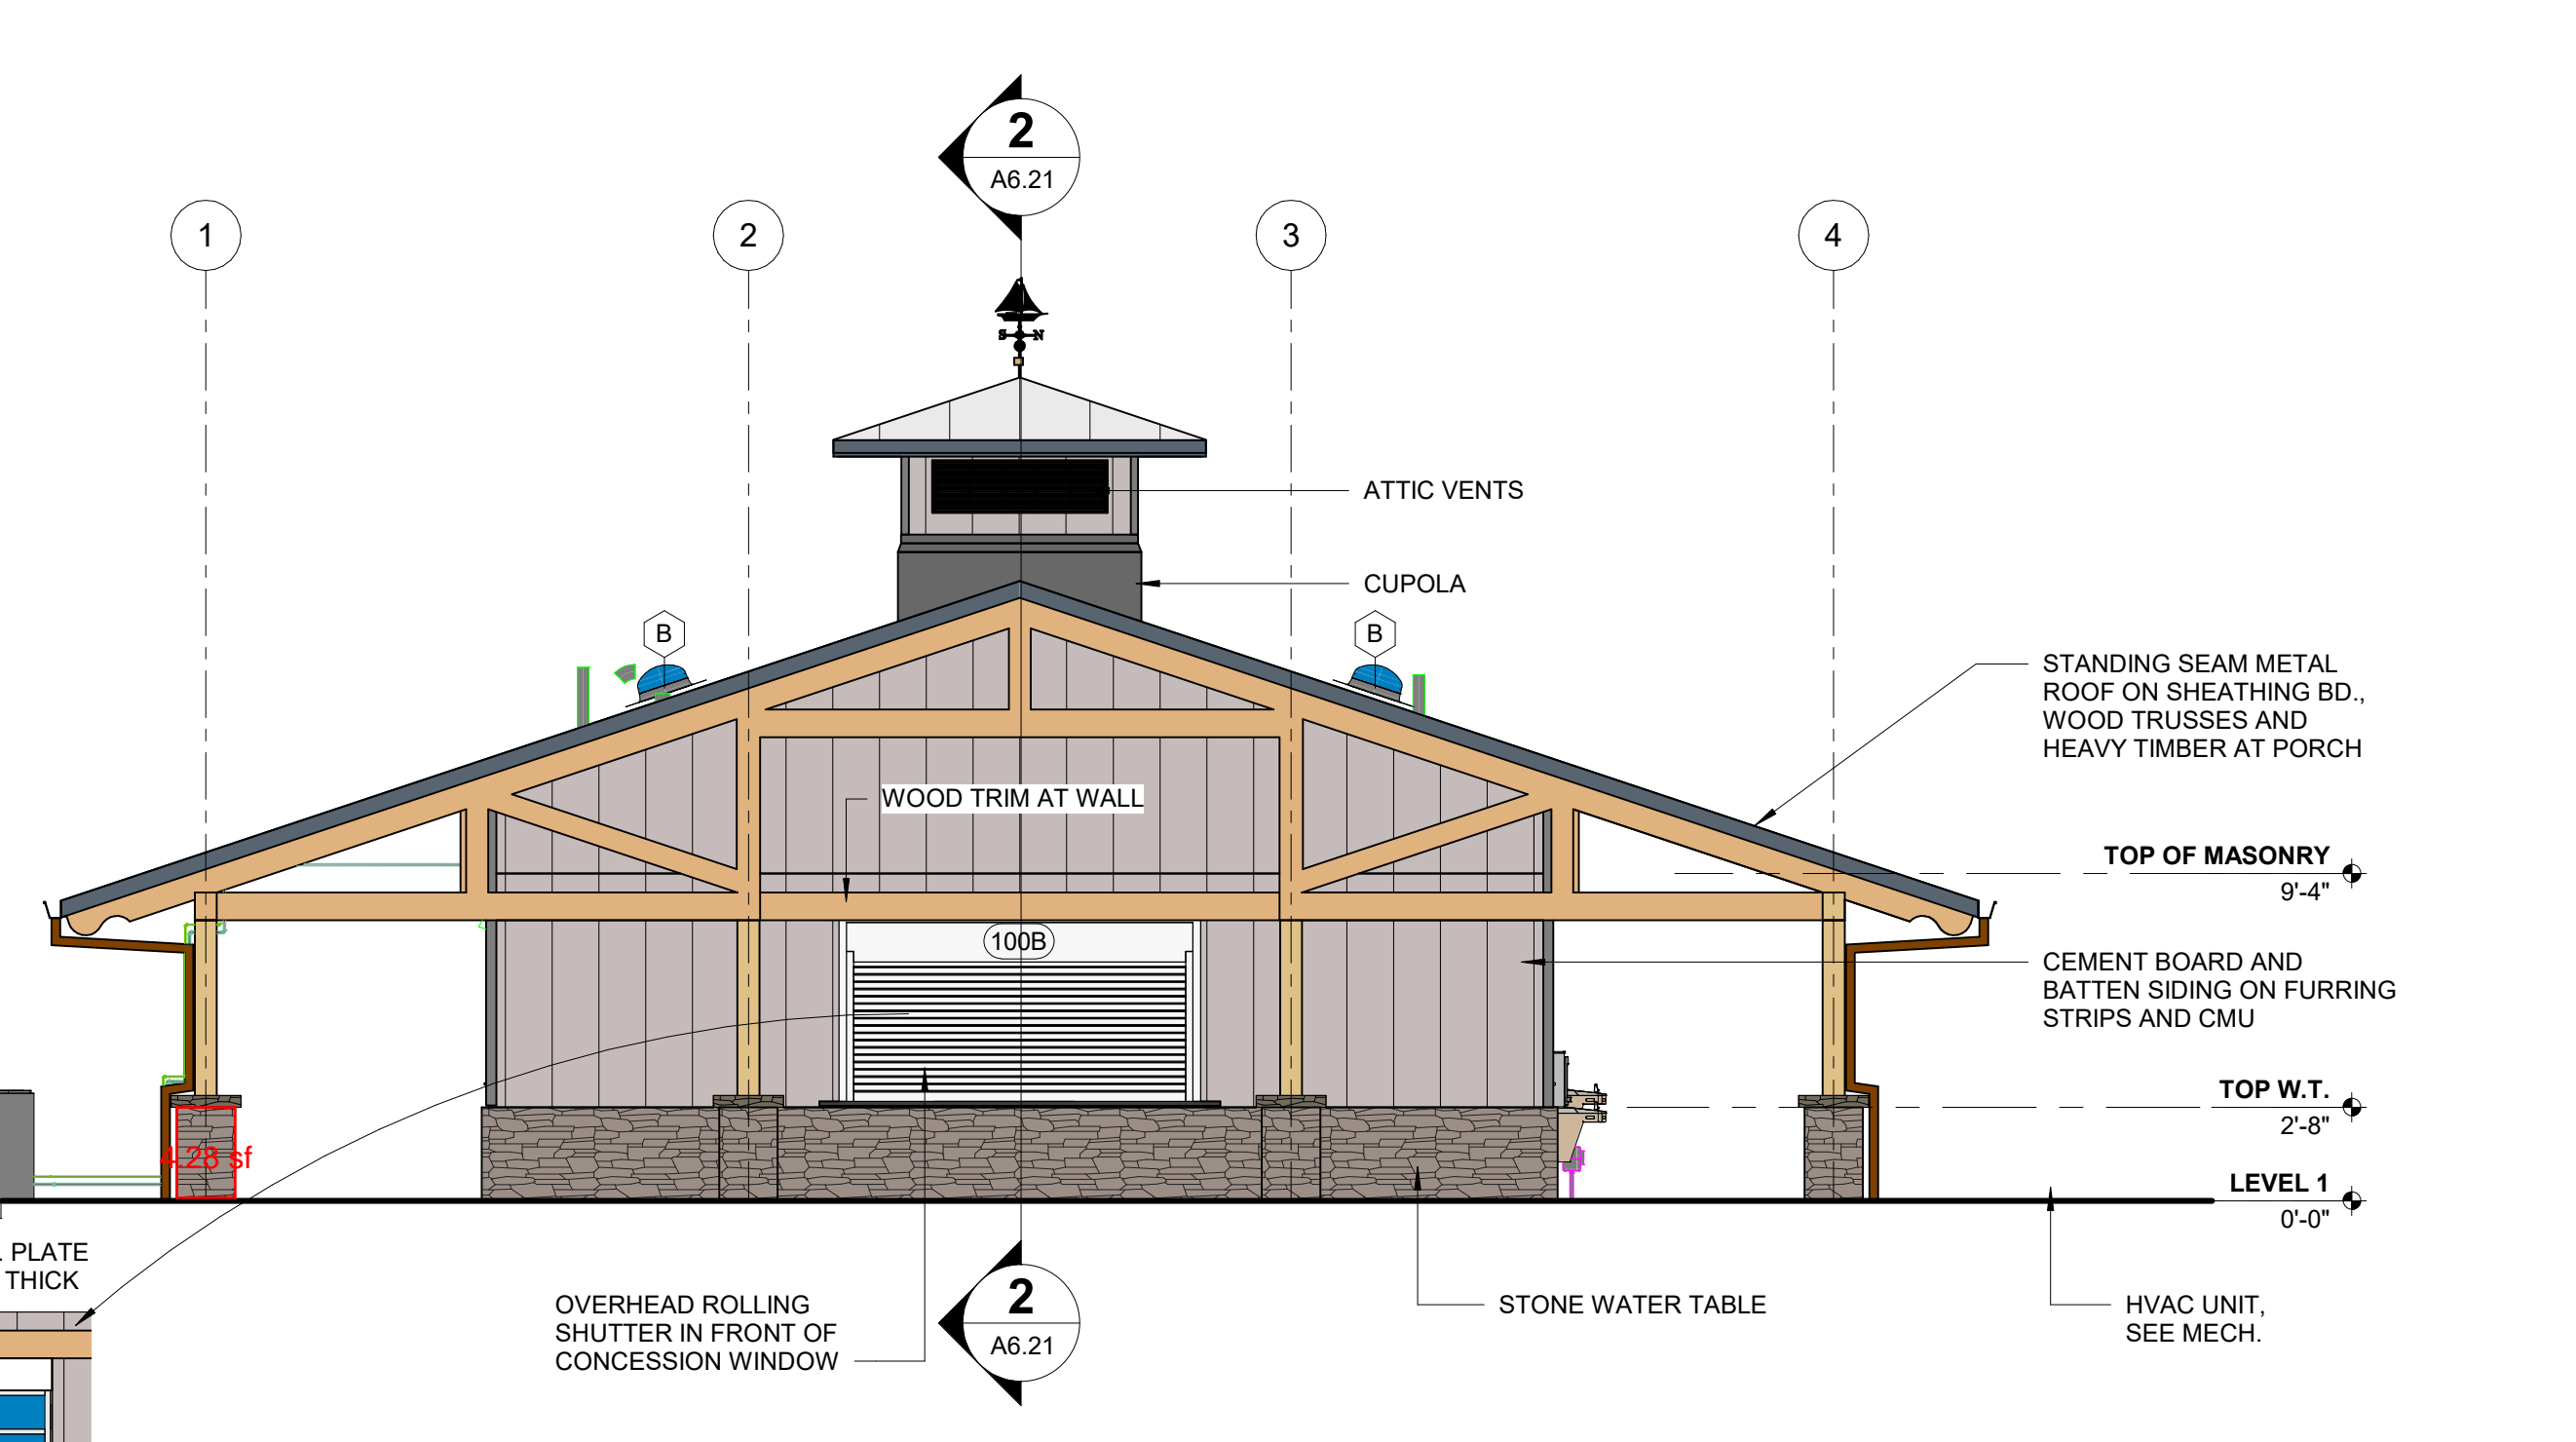 2
A6.21
1
2
3
4
S N
ATTIC VENTS
CUPOLA
B
B
STANDING SEAM METAL
ROOF ON SHEATHING BD.,
WOOD TRUSSES AND
HEAVY TIMBER AT PORCH
WOOD TRIM AT WALL
TOP OF MASONRY
9'-4"
100B
CEMENT BOARD AND
BATTEN SIDING ON FURRING
STRIPS AND CMU
TOP W.T.
2'-8"
4.28 sf
LEVEL 1
0'-0"
PLATE
THICK
OVERHEAD ROLLING
SHUTTER IN FRONT OF
CONCESSION WINDOW
2
A6.21
STONE WATER TABLE
HVAC UNIT,
SEE MECH.